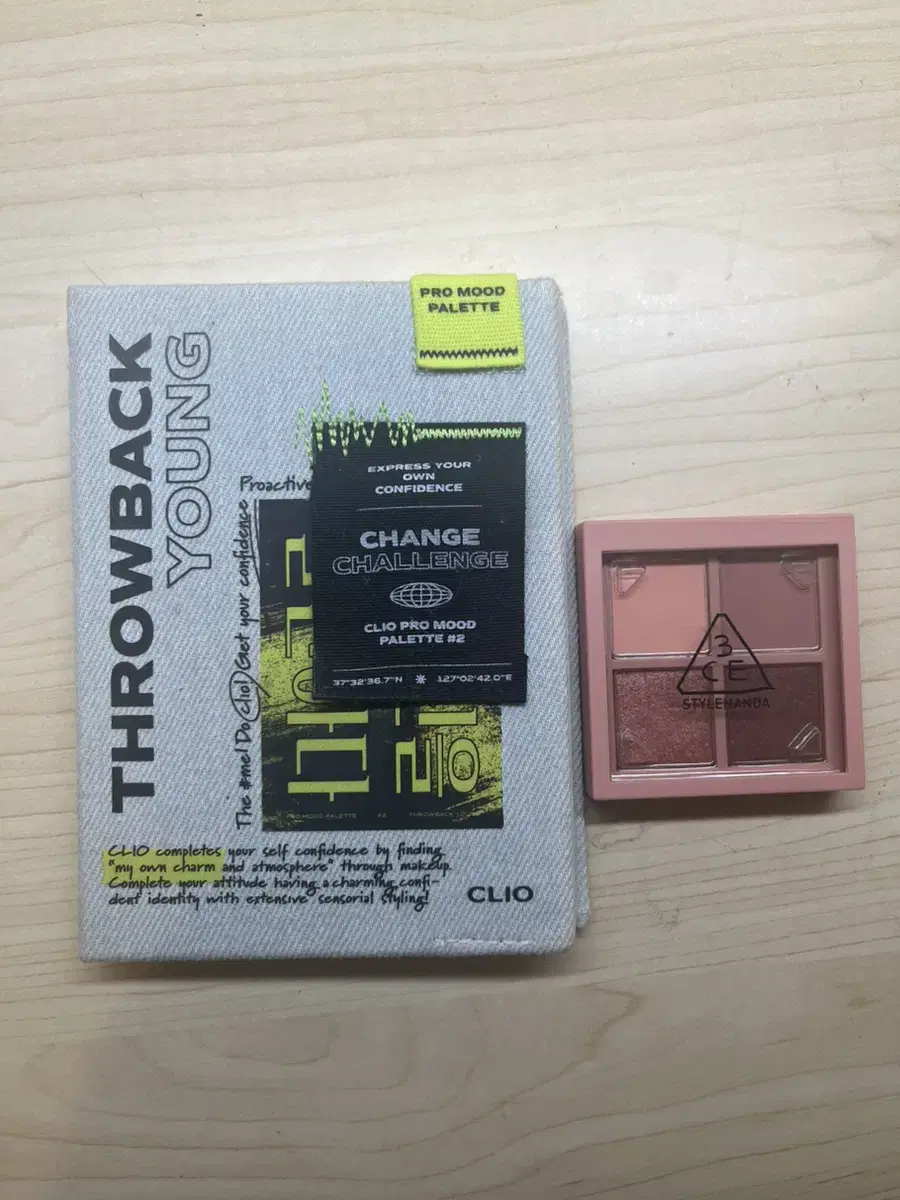 PRO MOOD
PALETTE
THROWBACK
YOUNG
EXPRESS YOUR
OWN
CONFIDENCE
CHANGE
CHALLENGE
CLIO PRO MOOD
PALETTE #2
37°32'36.7"N ✳ 127°02'42.0"E
Proactive
The #me! Do Clio! Get your confidence
PRO MOOD PALETTE #2 THROWBACK
CLIO completes your self confidence by finding
"my own charm and atmosphere" through makeup.
Complete your attitude having a charming, confi-
dent identity with extensive sensorial styling!
CLIO
3
CE
STYLENANDA